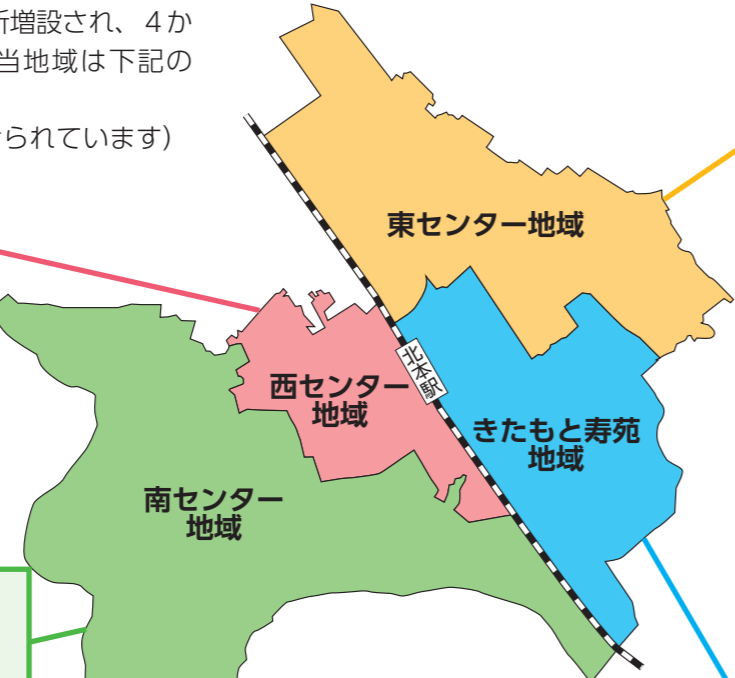 所増設され、４か
当地域は下記の
られています）
東センター地域
北本駅
西センター
地域
きたもと寿苑
地域
南センター
地域